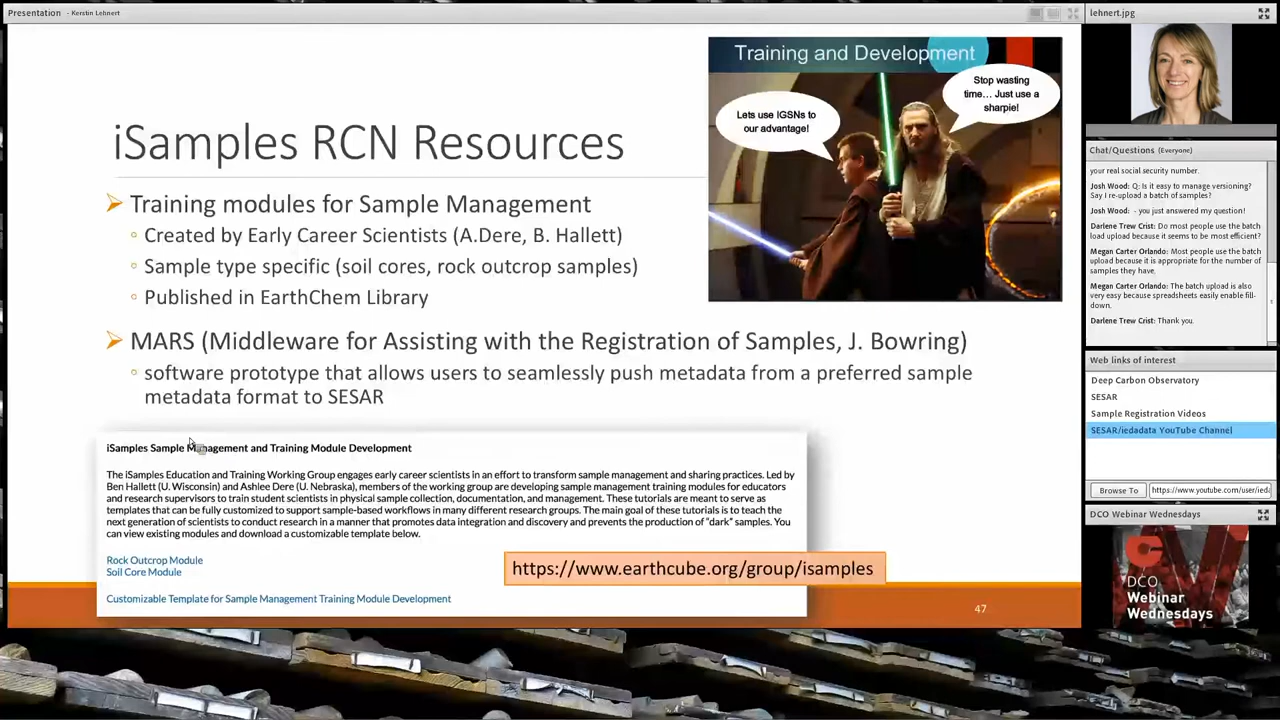 Presentation - Kerstin Lehnert
iSamples RCN Resources
Training modules for Sample Management
Created by Early Career Scientists (A.Dere, B. Hallett)
Sample type specific (soil cores, rock outcrop samples)
Published in EarthChem Library
MARS (Middleware for Assisting with the Registration of Samples, J. Bowring)
software prototype that allows users to seamlessly push metadata from a preferred sample
metadata format to SESAR
Training and Development
Lets use IGSNs to
our advantage!
Stop wasting
time... Just use a
sharpie!
iSamples Sample Management and Training Module Development
The iSamples Education and Training Working Group engages early career scientists in an effort to transform sample management and sharing practices. Led by
Ben Hallett (U. Wisconsin) and Ashlee Dere (U. Nebraska), members of the working group are developing sample management training modules for educators
and research supervisors to train student scientists in physical sample collection, documentation, and management. These tutorials are meant to serve as
templates that can be fully customized to support sample-based workflows in many different research groups. The main goal of these tutorials is to teach the
next generation of scientists to conduct research in a manner that promotes data integration and discovery and prevents the production of "dark" samples. You
can view existing modules and download a customizable template below.
Rock Outcrop Module
Soil Core Module
Customizable Template for Sample Management Training Module Development
https://www.earthcube.org/group/isamples
47
lehnert.jpg
Chat/Questions (Everyone)
your real social security number.
Josh Wood: Q: Is it easy to manage versioning?
Say I re-upload a batch of samples?
Josh Wood: - you just answered my question!
Darlene Trew Crist: Do most people use the batch
load upload because it seems to be most efficient?
Megan Carter Orlando: Most people use the batch
upload because it is appropriate for the number of
samples they have.
Megan Carter Orlando: The batch upload is also
very easy because spreadsheets easily enable fill-
down.
Darlene Trew Crist: Thank you.
Web links of interest
Deep Carbon Observatory
SESAR
Sample Registration Videos
SESAR/iedadata YouTube Channel
Browse To
https://www.youtube.com/user/ieda
DCO Webinar Wednesdays
DCO
Webinar
Wednesdays